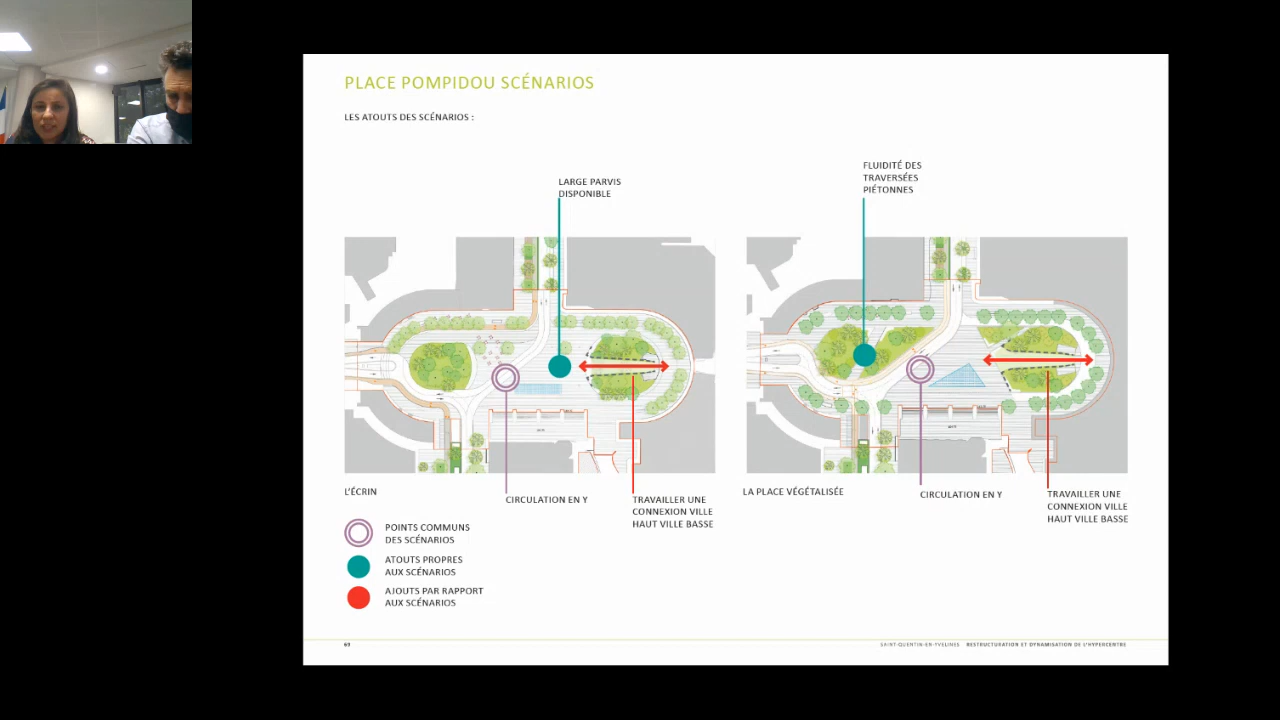 PLACE POMPIDOU SCÉNARIOS
LES ATOUTS DES SCÉNARIOS :
LARGE PARVIS
DISPONIBLE
FLUIDITÉ DES
TRAVERSÉES
PIÉTONNES
L'ÉCRIN
CIRCULATION EN Y
TRAVAILLER UNE
CONNEXION VILLE
HAUT VILLE BASSE
LA PLACE VÉGÉTALISÉE
CIRCULATION EN Y
TRAVAILLER UNE
CONNEXION VILLE
HAUT VILLE BASSE
POINTS COMMUNS
DES SCÉNARIOS
ATOUTS PROPRES
AUX SCÉNARIOS
AJOUTS PAR RAPPORT
AUX SCÉNARIOS
69
SAINT-QUENTIN-EN-YVELINES RESTRUCTURATION ET DYNAMISATION DE L'HYPERCENTRE